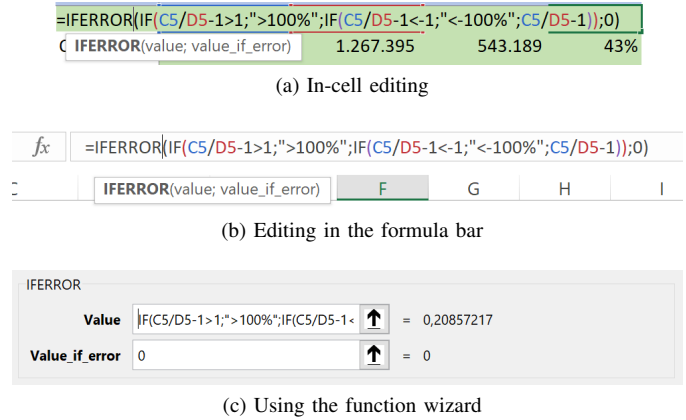 =IFERROR(IF(C5/D5-1>1;">100%";IF(C5/D5-1<-1;"<-100%";C5/D5-1));0)
C IFERROR(value; value_if_error) 1.267.395 543.189 43%
(a) In-cell editing
fx =IFERROR(IF(C5/D5-1>1;">100%";IF(C5/D5-1<-1;"<-100%";C5/D5-1));0)
C IFERROR(value; value_if_error) F G H I
(b) Editing in the formula bar
IFERROR
Value IF(C5/D5-1>1;">100%";IF(C5/D5-1< = 0,20857217
Value_if_error 0 = 0
(c) Using the function wizard